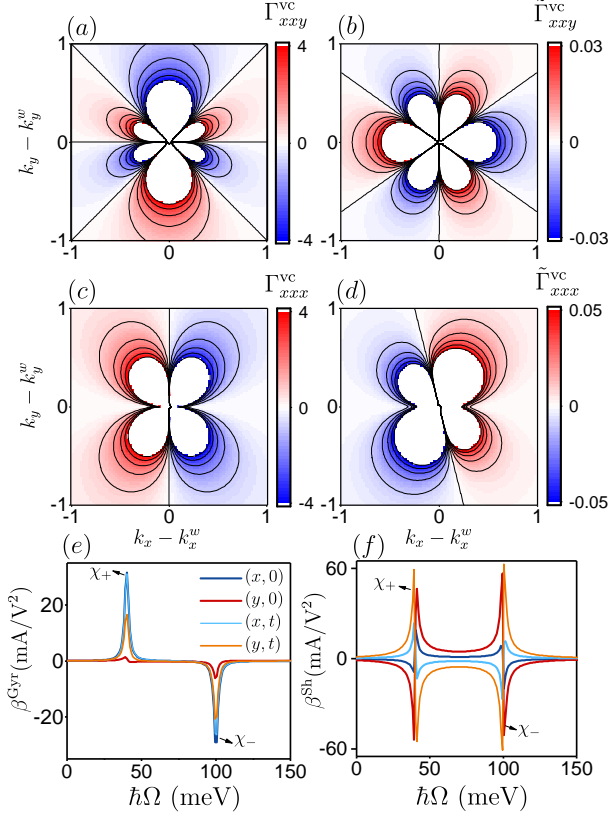 (a) Γ^vc_xxy (b) Γ̃^vc_xxy
1 4 1 0.03
k_y − k_y^w 0 0 0 0
-1 -4 -1 -0.03
-1 0 1 -1 0 1
(c) Γ^vc_xxx (d) Γ̃^vc_xxx
1 4 1 0.05
k_y − k_y^w 0 0 0 0
-1 -4 -1 -0.05
-1 0 1 -1 0 1
k_x − k_x^w k_x − k_x^w
(e) (f)
β^Gyr(mA/V²) 20 0 -20
χ+ (x, 0)
(y, 0)
(x, t)
(y, t)
χ−
0 50 100 150
ħΩ (meV)
β^Sh(mA/V²) 60 0 -60
χ+
χ−
0 50 100 150
ħΩ (meV)